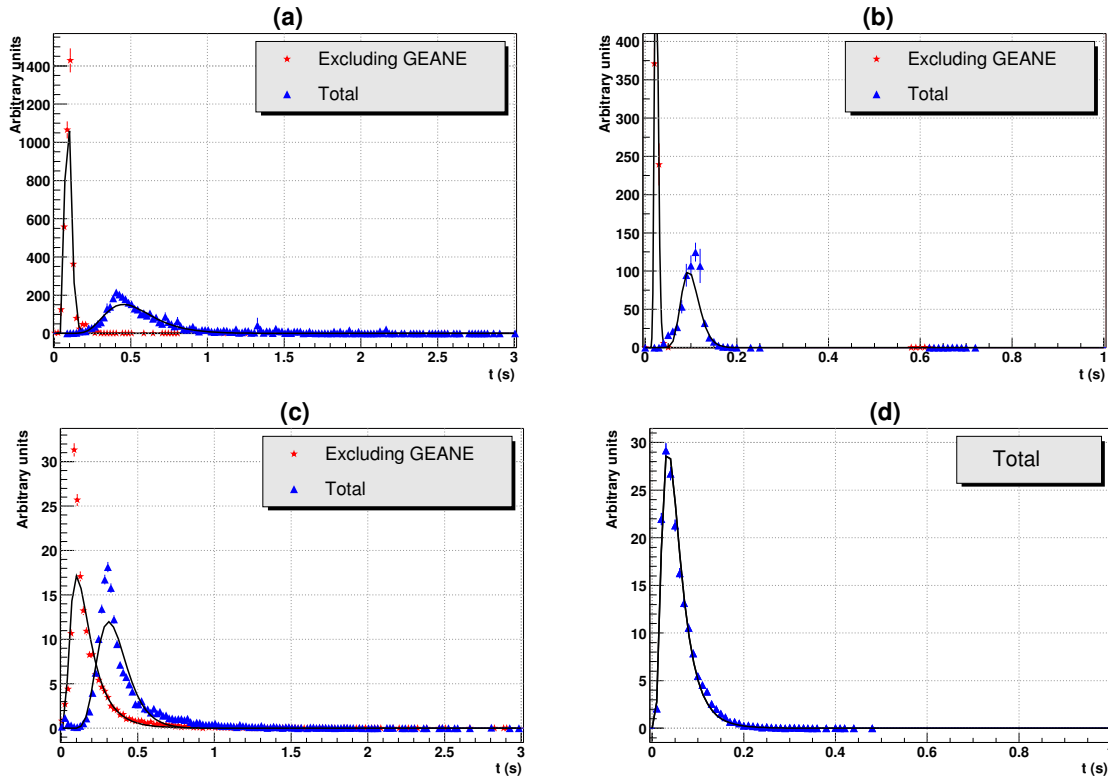 (a)
Arbitrary units
1400
1200
1000
800
600
400
200
0
0 0.5 1 1.5 2 2.5 3
t (s)
Excluding GEANE
Total
(b)
Arbitrary units
400
350
300
250
200
150
100
50
0
0 0.2 0.4 0.6 0.8 1
t (s)
Excluding GEANE
Total
(c)
Arbitrary units
30
25
20
15
10
5
0
0 0.5 1 1.5 2 2.5 3
t (s)
Excluding GEANE
Total
(d)
Arbitrary units
30
25
20
15
10
5
0
0 0.2 0.4 0.6 0.8 1
t (s)
Total